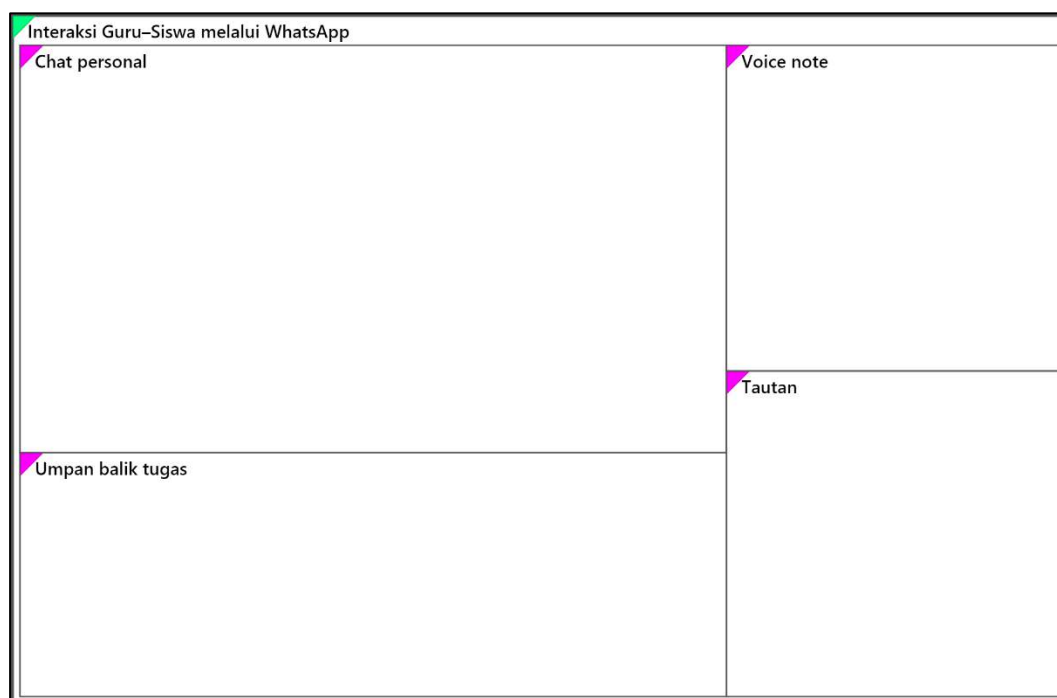 Interaksi Guru–Siswa melalui WhatsApp
Chat personal
Voice note
Tautan
Umpan balik tugas